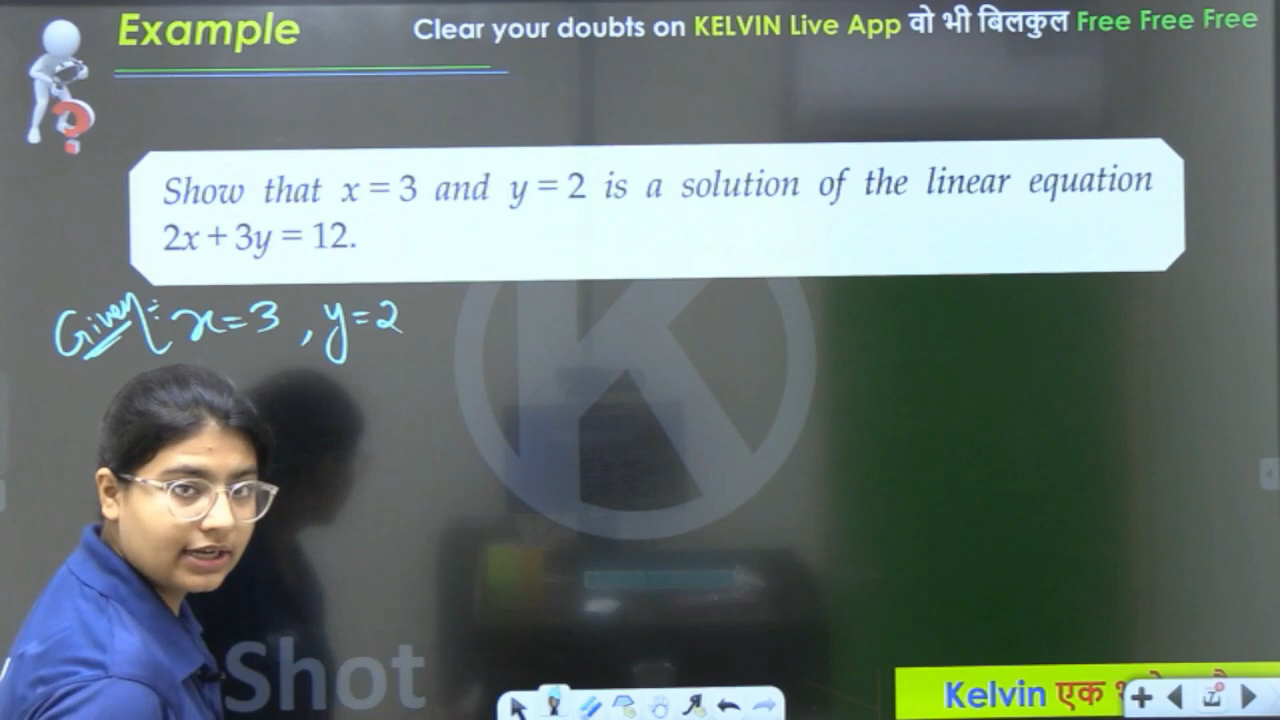 Example
Clear your doubts on KELVIN Live App वो भी बिलकुल Free Free Free
Show that x = 3 and y = 2 is a solution of the linear equation
2x + 3y = 12.
Given:- x=3 , y=2
Shot
Kelvin एक